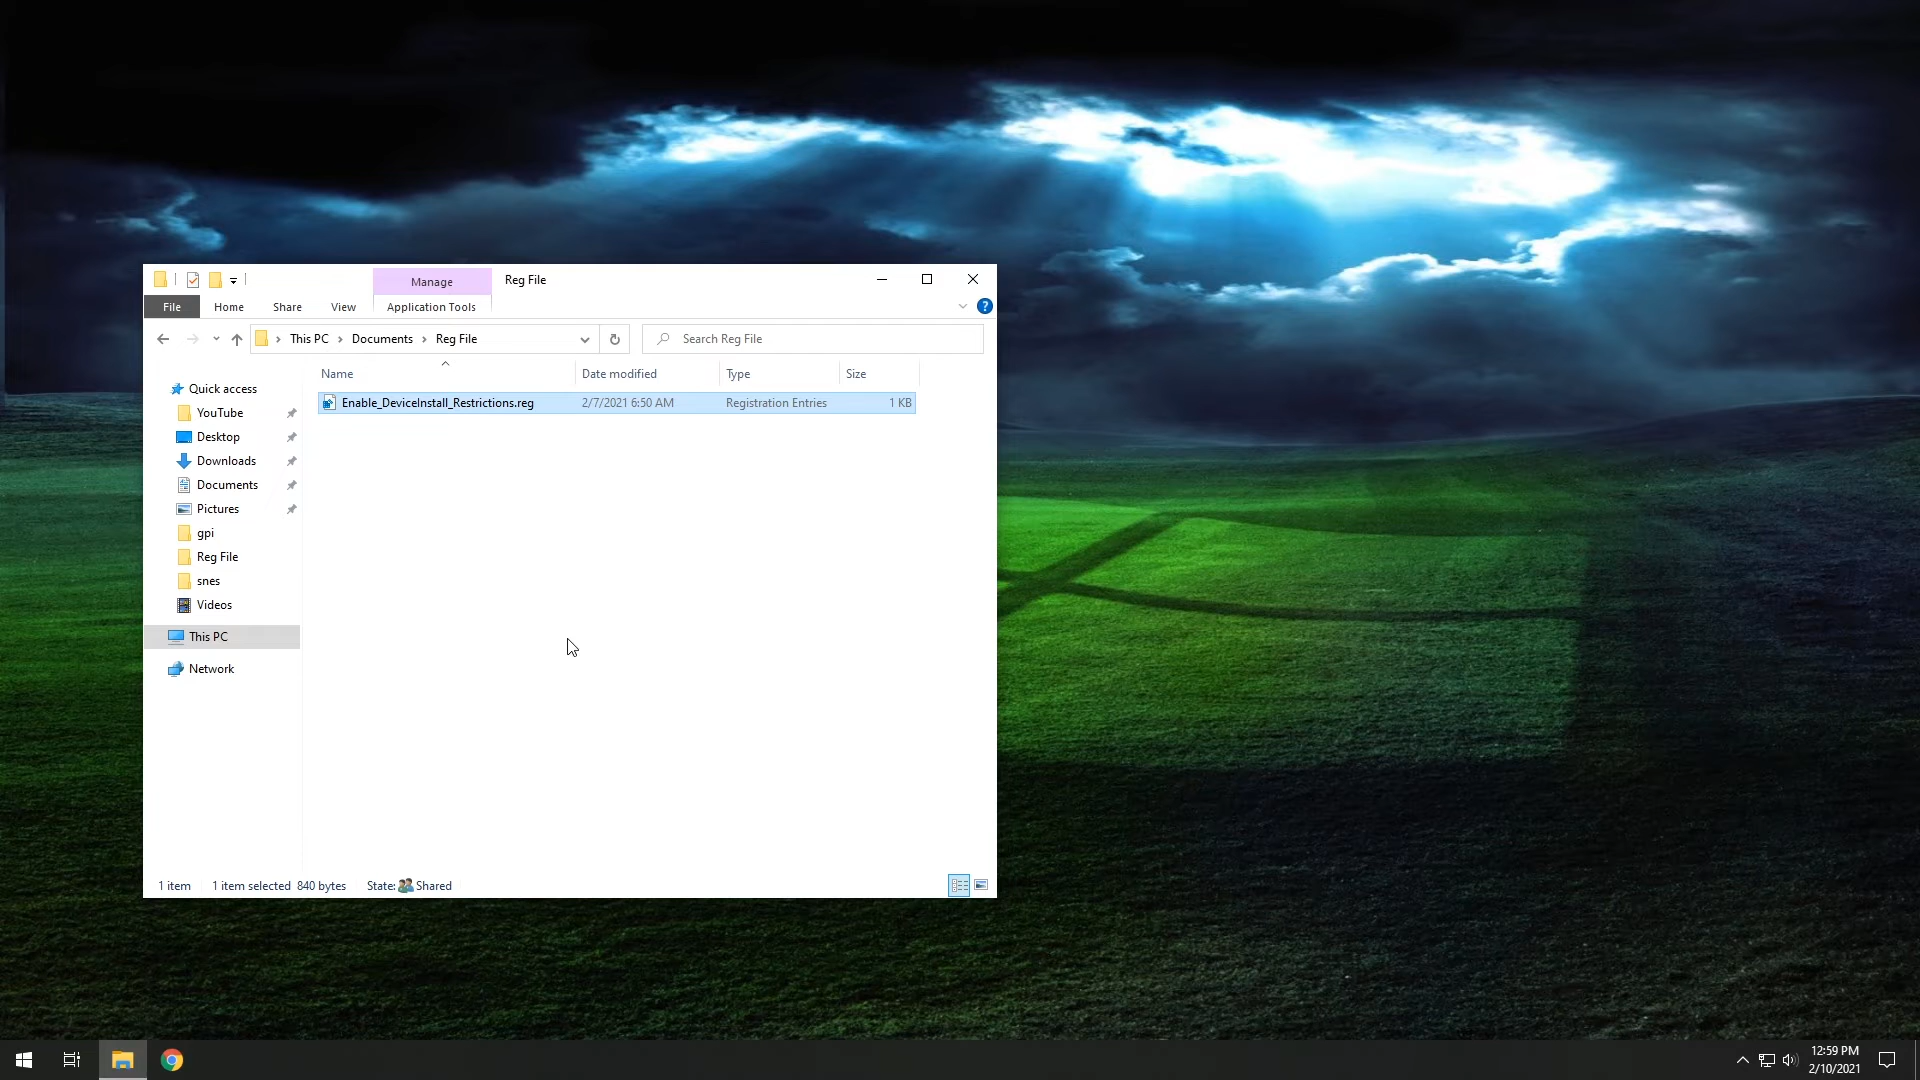 Manage
Reg File
File
Home
Share
View
Application Tools
?
This PC
Documents
Reg File
Search Reg File
Name
Date modified
Type
Size
Enable_DeviceInstall_Restrictions.reg
2/7/2021 6:50 AM
Registration Entries
1 KB
Quick access
YouTube
Desktop
Downloads
Documents
Pictures
gpi
Reg File
snes
Videos
This PC
Network
1 item
1 item selected 840 bytes
State: Shared
12:59 PM
2/10/2021